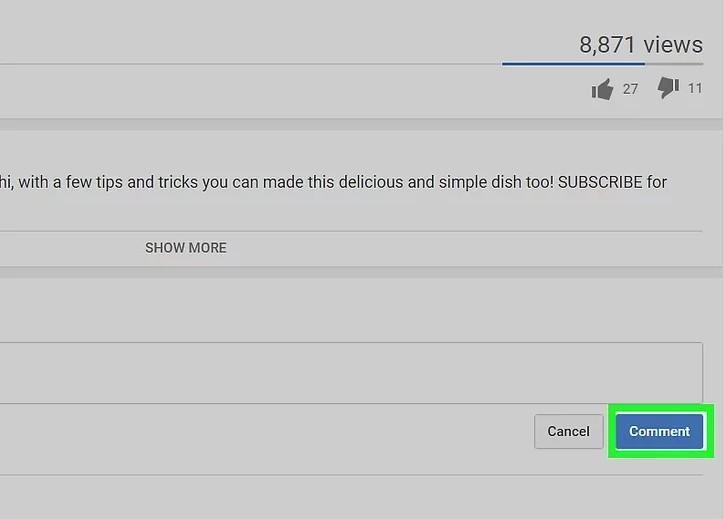 8,871 views
27 11
hi, with a few tips and tricks you can made this delicious and simple dish too! SUBSCRIBE for
SHOW MORE
Cancel Comment